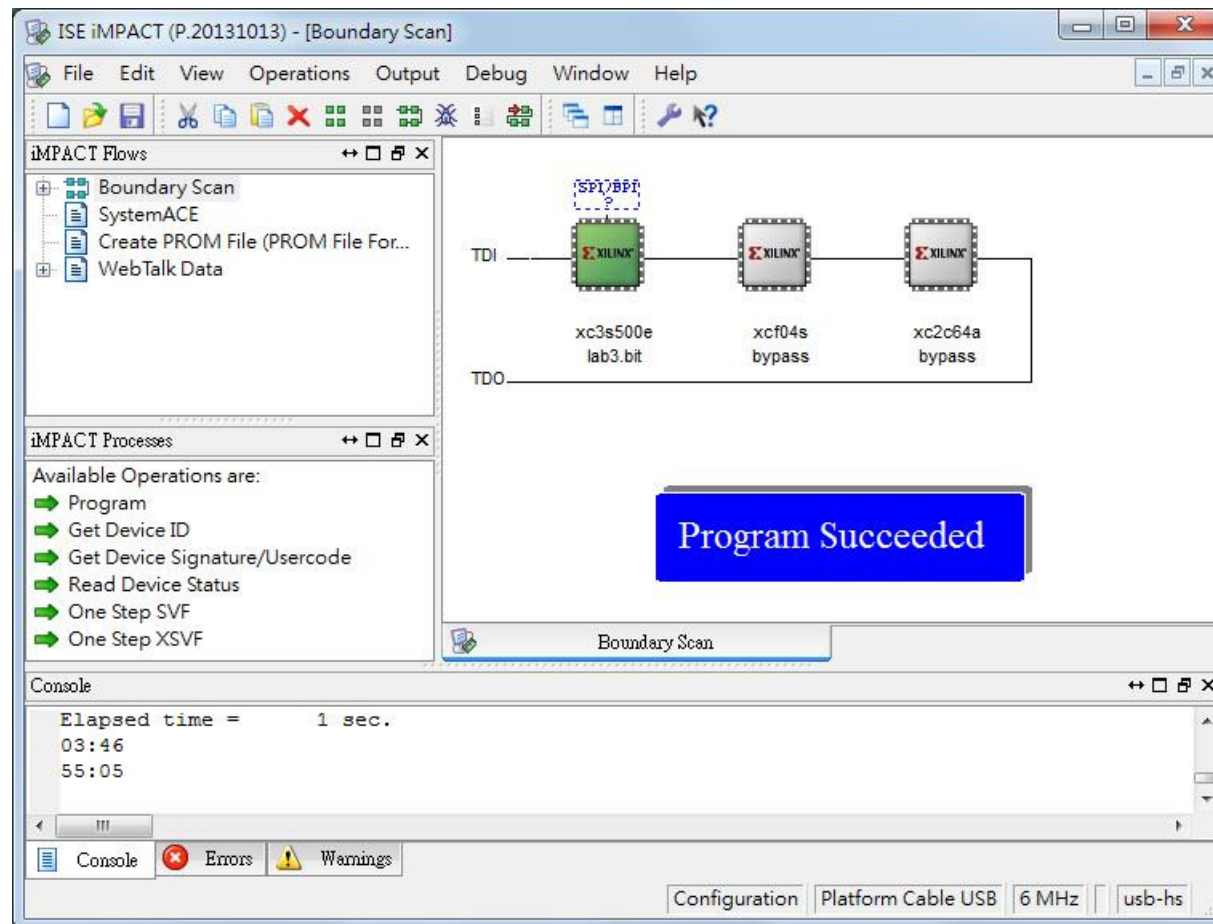 ISE iMPACT (P.20131013) - [Boundary Scan]
File Edit View Operations Output Debug Window Help
iMPACT Flows
Boundary Scan
SystemACE
Create PROM File (PROM File For...
WebTalk Data
SPI/BPI
?
TDI
XILINX XILINX XILINX
xc3s500e xcf04s xc2c64a
lab3.bit bypass bypass
TDO
iMPACT Processes
Available Operations are:
Program
Get Device ID
Get Device Signature/Usercode
Read Device Status
One Step SVF
One Step XSVF
Program Succeeded
Boundary Scan
Console
Elapsed time =      1 sec.
03:46
55:05
Console Errors Warnings
Configuration Platform Cable USB 6 MHz usb-hs